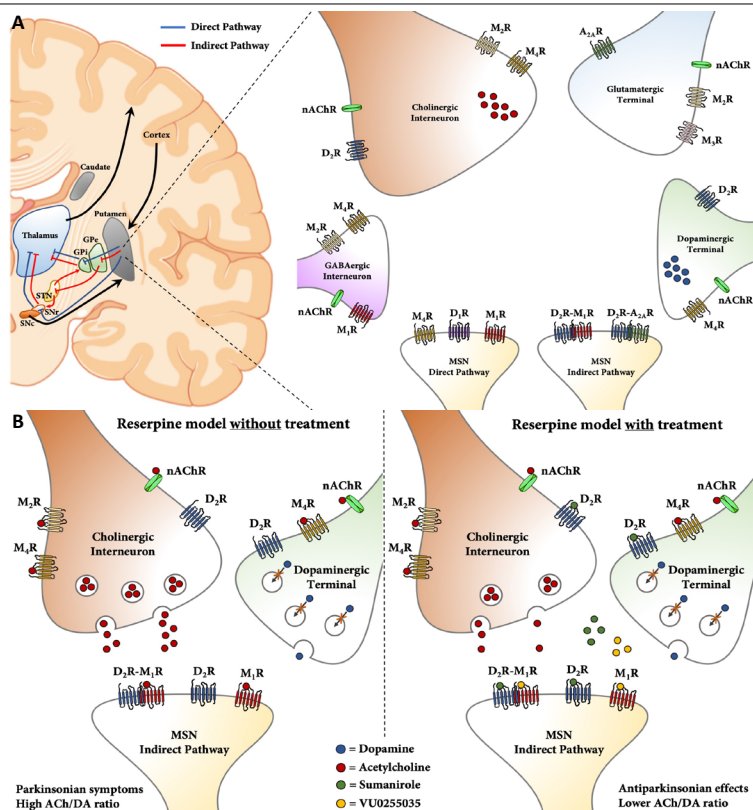 A
Direct Pathway
Indirect Pathway
Cortex
Caudate
Putamen
Thalamus
GPe
GPi
STN
SNr
SNc
M₂R
M₄R
nAChR
Cholinergic
Interneuron
D₂R
A₂AR
nAChR
Glutamatergic
Terminal
M₂R
M₃R
M₄R
M₂R
GABAergic
Interneuron
nAChR
M₁R
D₂R
Dopaminergic
Terminal
nAChR
M₄R
M₄R
D₁R
M₁R
MSN
Direct Pathway
D₂R-M₁R
D₂R-A₂AR
MSN
Indirect Pathway
B
Reserpine model without treatment
nAChR
M₂R
D₂R
M₄R
Cholinergic
Interneuron
nAChR
M₄R
D₂R
Dopaminergic
Terminal
D₂R-M₁R
D₂R
M₁R
MSN
Indirect Pathway
Parkinsonian symptoms
High ACh/DA ratio
Reserpine model with treatment
nAChR
M₂R
D₂R
M₄R
Cholinergic
Interneuron
nAChR
M₄R
D₂R
Dopaminergic
Terminal
D₂R-M₁R
D₂R
M₁R
MSN
Indirect Pathway
= Dopamine
= Acetylcholine
= Sumanirole
= VU0255035
Antiparkinsonian effects
Lower ACh/DA ratio